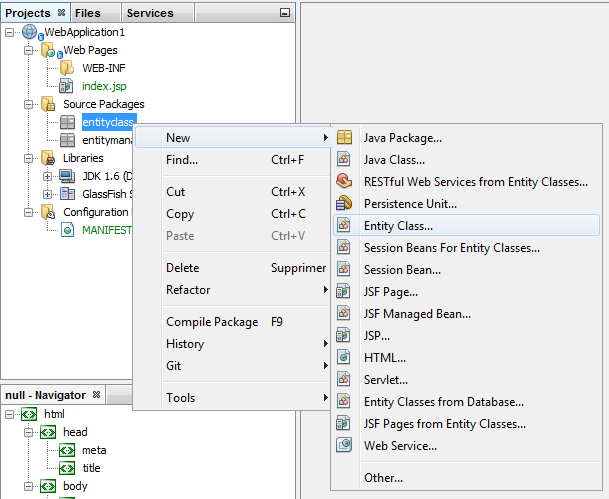 Projects Files Services
WebApplication1
Web Pages
WEB-INF
index.jsp
Source Packages
entityclass
entitymana
Libraries
JDK 1.6 (D
GlassFish S
Configuration F
MANIFEST
New
Find... Ctrl+F
Cut Ctrl+X
Copy Ctrl+C
Paste Ctrl+V
Delete Supprimer
Refactor
Compile Package F9
History
Git
Tools
Java Package...
Java Class...
RESTful Web Services from Entity Classes...
Persistence Unit...
Entity Class...
Session Beans For Entity Classes...
Session Bean...
JSF Page...
JSF Managed Bean...
JSP...
HTML...
Servlet...
Entity Classes from Database...
JSF Pages from Entity Classes...
Web Service...
Other...
null - Navigator
html
head
meta
title
body